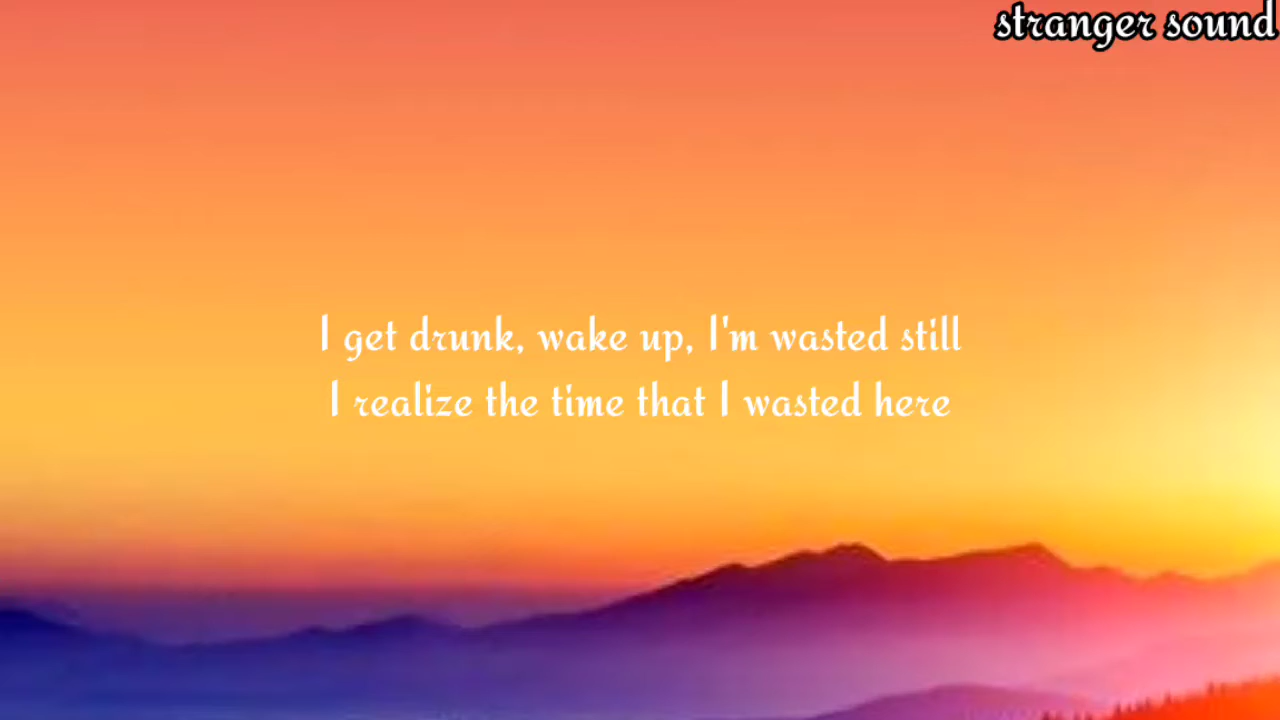 stranger sound
I get drunk, wake up, I'm wasted still
I realize the time that I wasted here